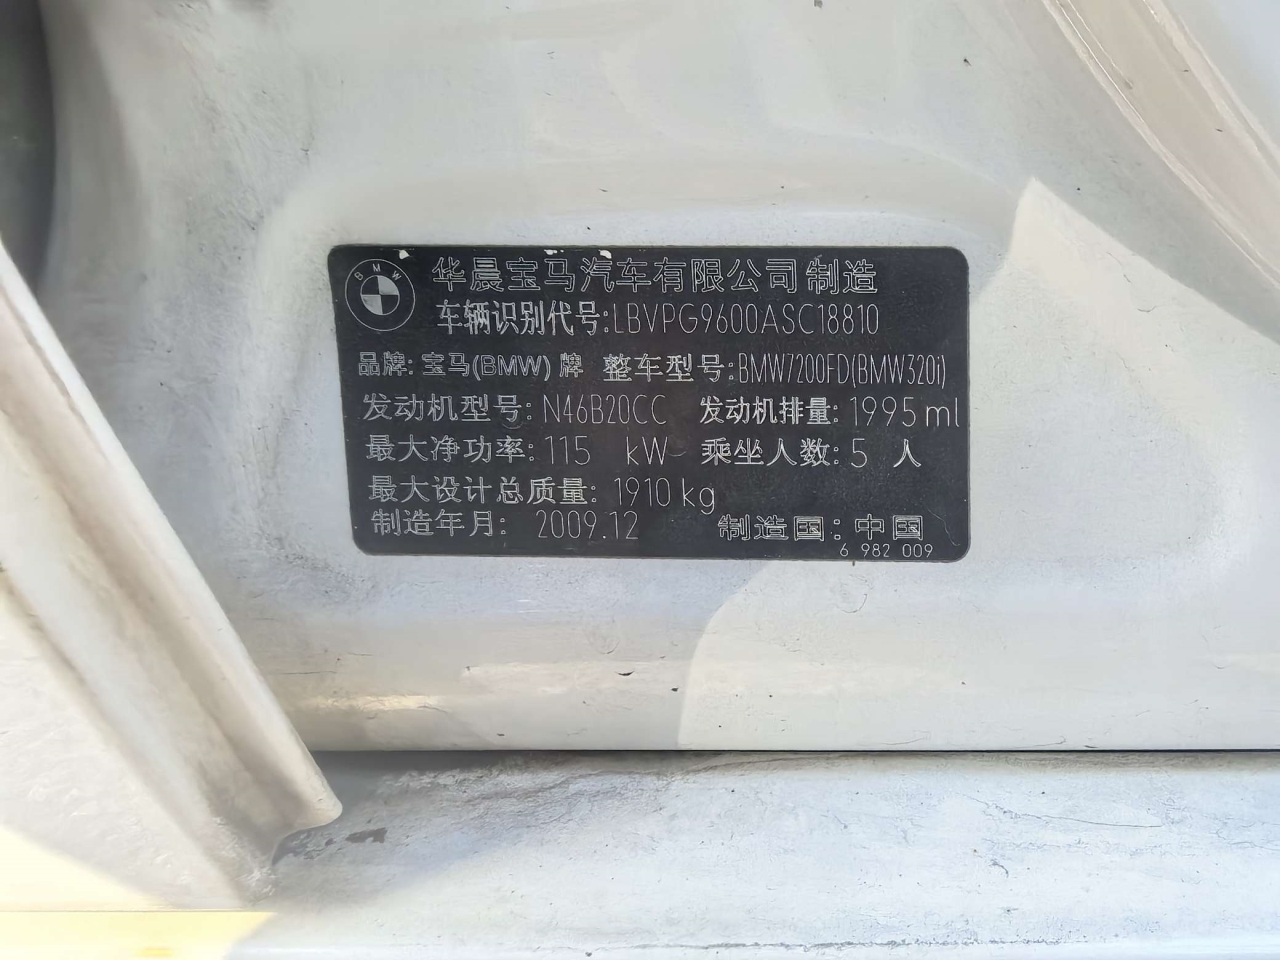 BMW
华晨宝马汽车有限公司制造
车辆识别代号:LBVPG9600ASC18810
品牌: 宝马(BMW) 牌 整车型号:BMW7200FD(BMW320i)
发动机型号: N46B20CC 发动机排量: 1995 ml
最大净功率: 115 kW 乘坐人数: 5 人
最大设计总质量: 1910 kg
制造年月: 2009.12 制造国: 中国
6 982 009